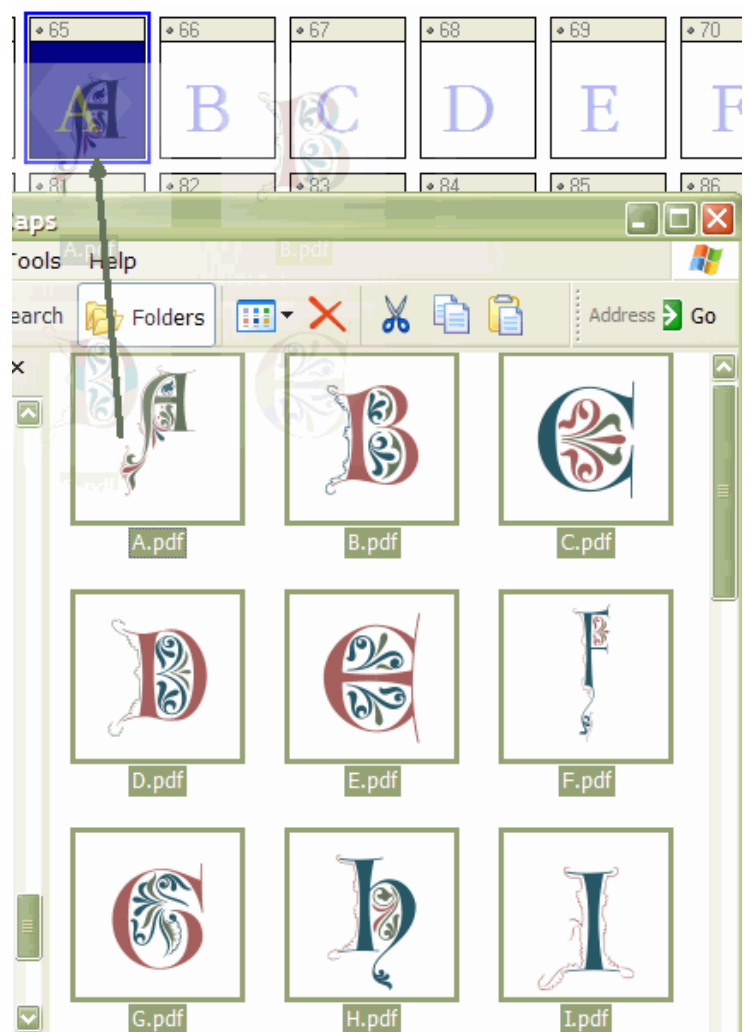 65 66 67 68 69 70
A B C D E F
81 82 83 84 85 86
aps
A.pdf B.pdf
Tools Help
earch Folders Address Go
A B C
A.pdf B.pdf C.pdf
D E F
D.pdf E.pdf F.pdf
G H I
G.pdf H.pdf I.pdf